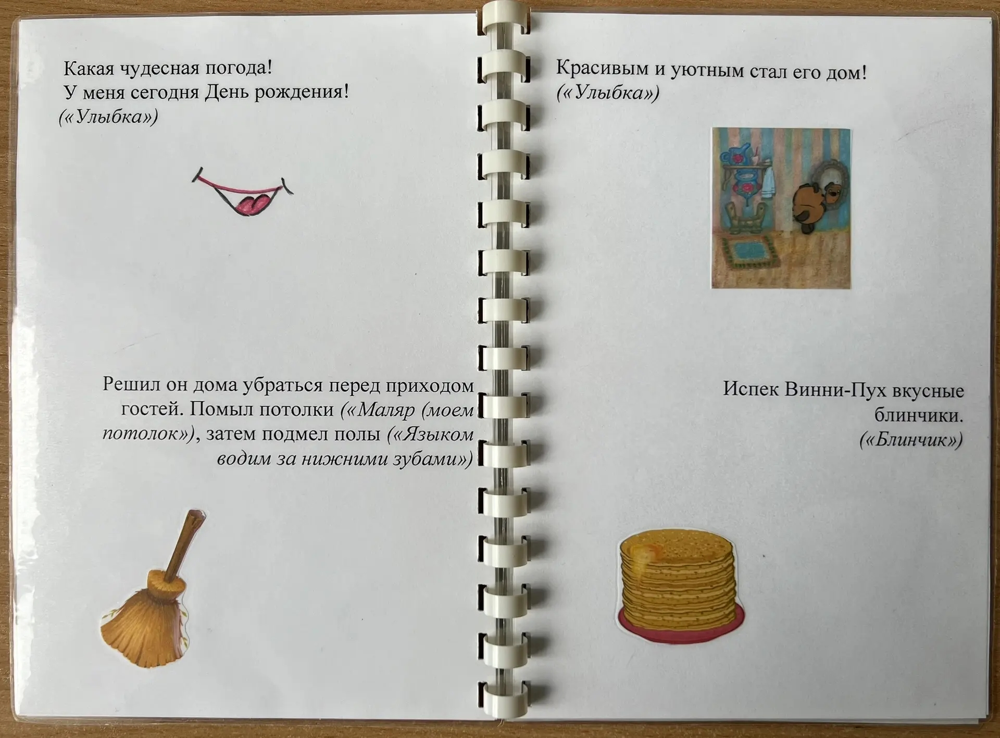 Какая чудесная погода!
У меня сегодня День рождения!
(«Улыбка»)
Решил он дома убраться перед приходом
гостей. Помыл потолки («Маляр (моем
потолок»), затем подмел полы («Языком
водим за нижними зубами»)
Красивым и уютным стал его дом!
(«Улыбка»)
Испек Винни-Пух вкусные
блинчики.
(«Блинчик»)